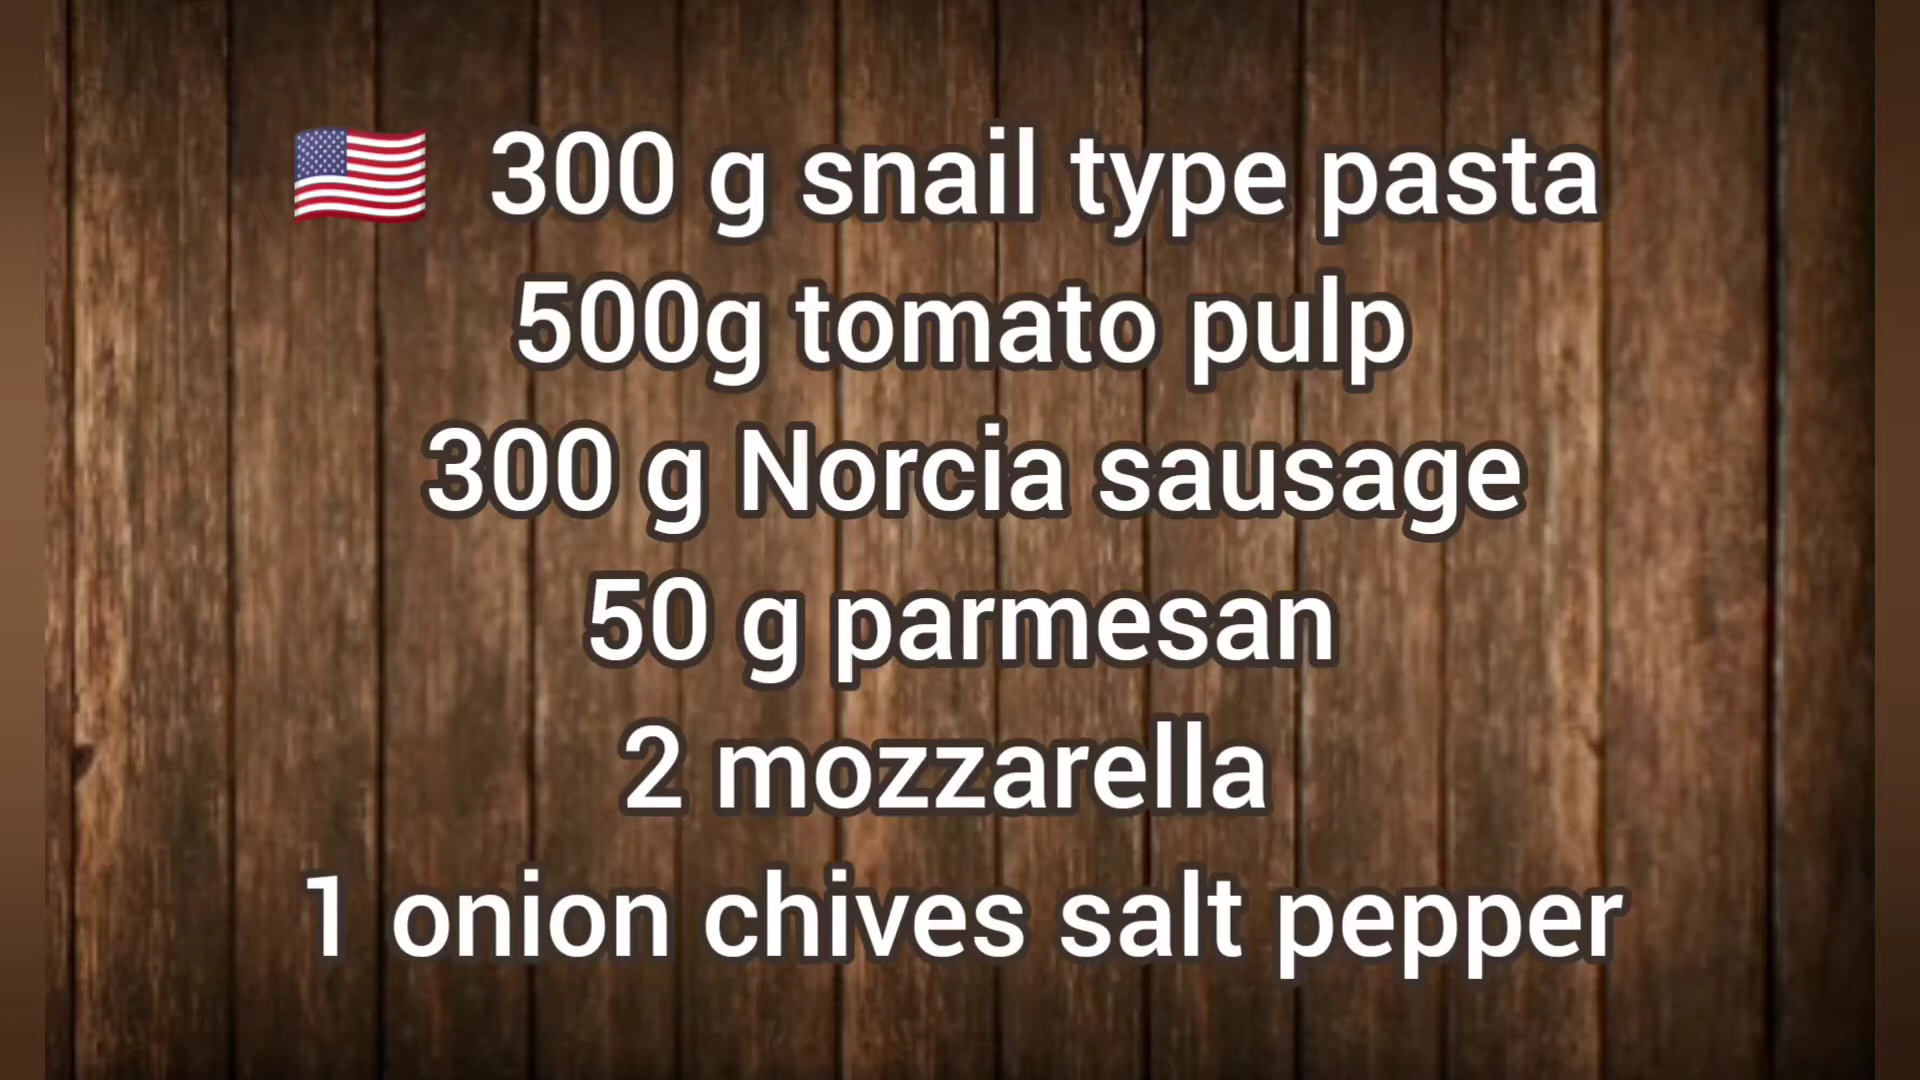 300 g snail type pasta
500g tomato pulp
300 g Norcia sausage
50 g parmesan
2 mozzarella
1 onion chives salt pepper